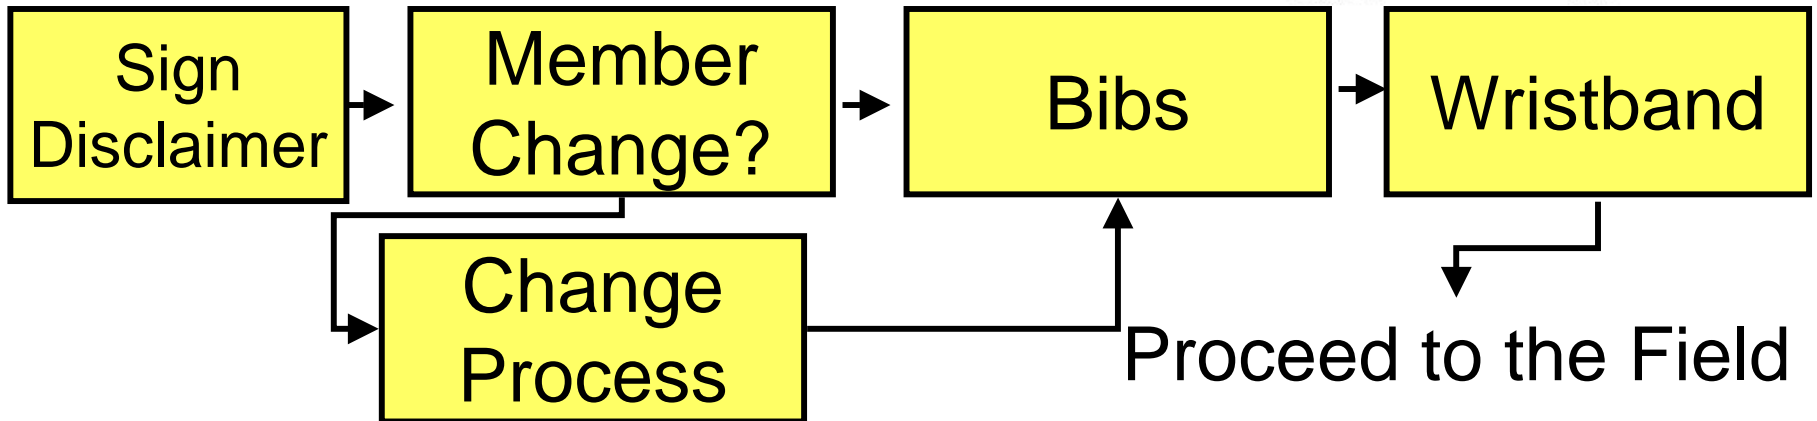 Sign
Disclaimer
Member
Change?
Bibs
Wristband
Change
Process
Proceed to the Field